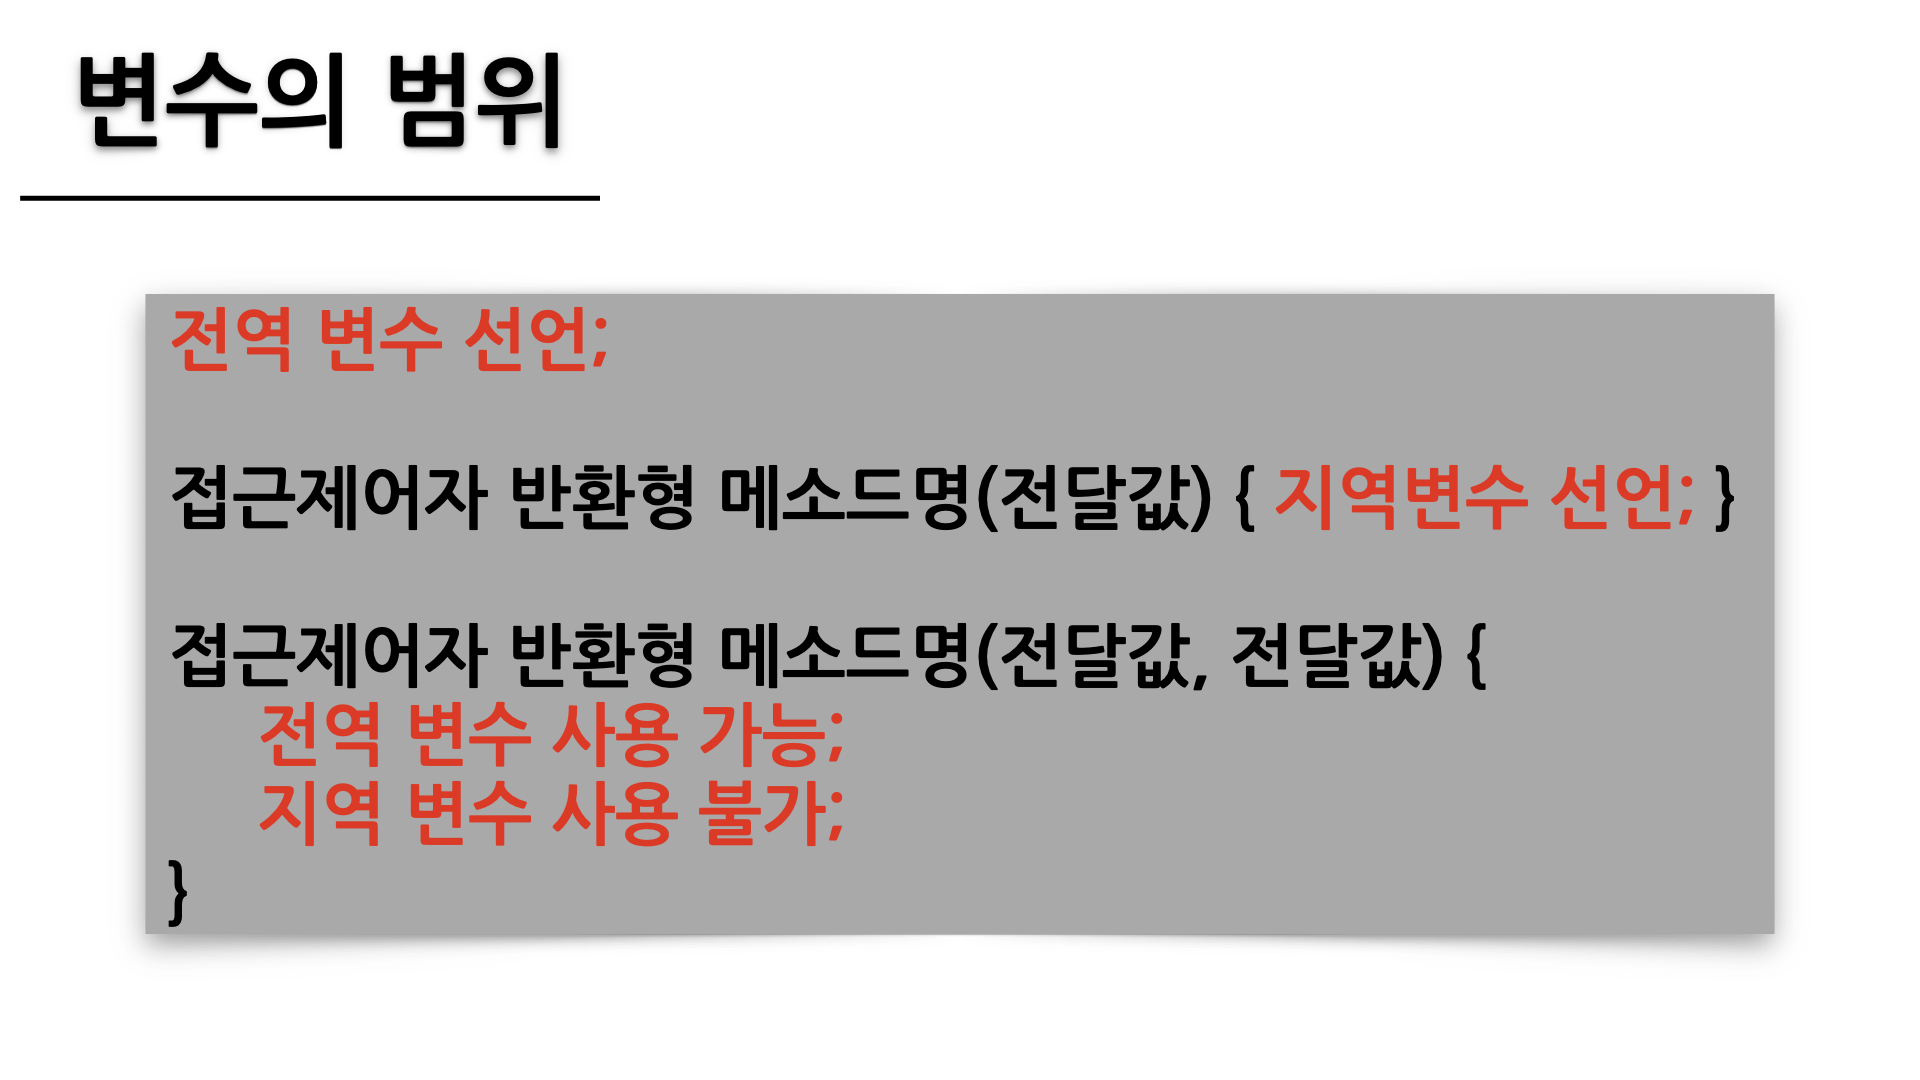 변수의 범위
전역 변수 선언;
접근제어자 반환형 메소드명(전달값) { 지역변수 선언; }
접근제어자 반환형 메소드명(전달값, 전달값) {
전역 변수 사용 가능;
지역 변수 사용 불가;
}